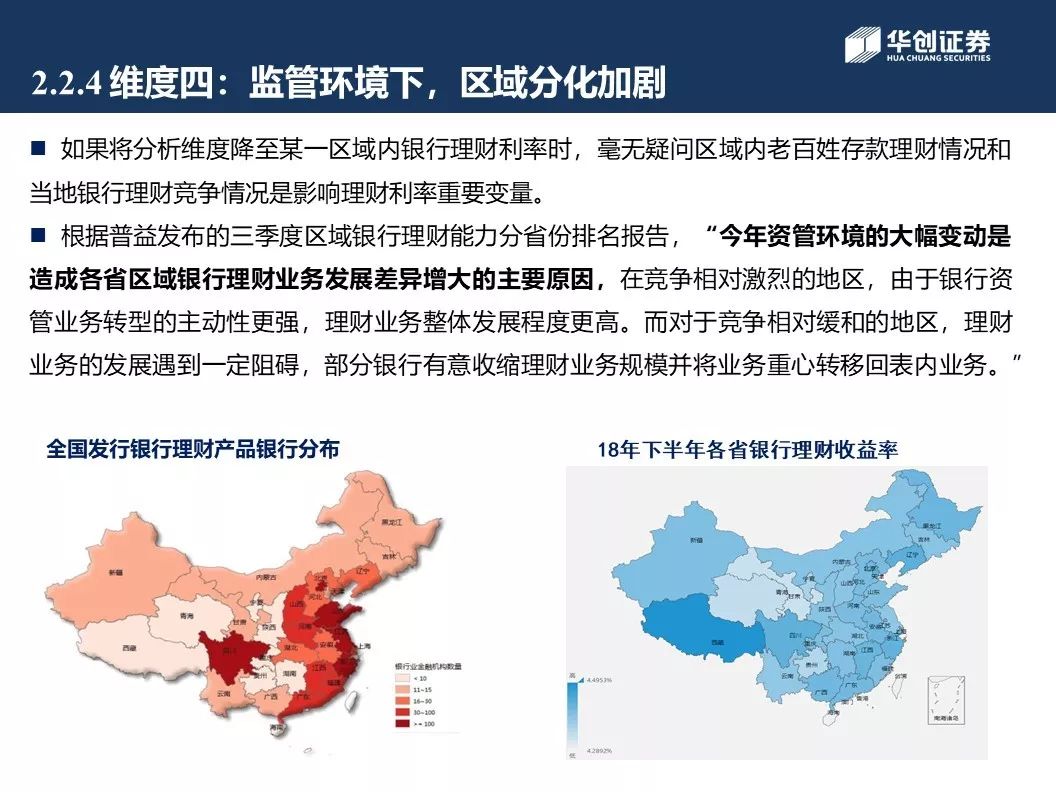 华创证券
HUA CHUANG SECURITIES
2.2.4 维度四：监管环境下，区域分化加剧
■ 如果将分析维度降至某一区域内银行理财利率时，毫无疑问区域内老百姓存款理财情况和
当地银行理财竞争情况是影响理财利率重要变量。
■ 根据普益发布的三季度区域银行理财能力分省份排名报告，“今年资管环境的大幅变动是
造成各省区域银行理财业务发展差异增大的主要原因，在竞争相对激烈的地区，由于银行资
管业务转型的主动性更强，理财业务整体发展程度更高。而对于竞争相对缓和的地区，理财
业务的发展遇到一定阻碍，部分银行有意收缩理财业务规模并将业务重心转移回表内业务。”
全国发行银行理财产品银行分布
黑龙江
吉林
辽宁
内蒙古
新疆
北京
天津
河北
山西
宁夏
青海
甘肃
陕西
河南
西藏
四川
重庆
湖北
安徽
上海
湖南
江西
贵州
福建
云南
广西
广东
海南
银行业金融机构数量
< 10
11~15
16~30
30~100
>= 100
18年下半年各省银行理财收益率
黑龙江
吉林
辽宁
内蒙古
新疆
北京
天津
山西
河北
宁夏
山东
青海
甘肃
陕西
河南
江苏
安徽
上海
西藏
四川
重庆
湖北
浙江
湖南
江西
贵州
福建
云南
台湾
广西
广东
香港
澳门
海南
南海诸岛
高
4.4953%
4.2892%
低